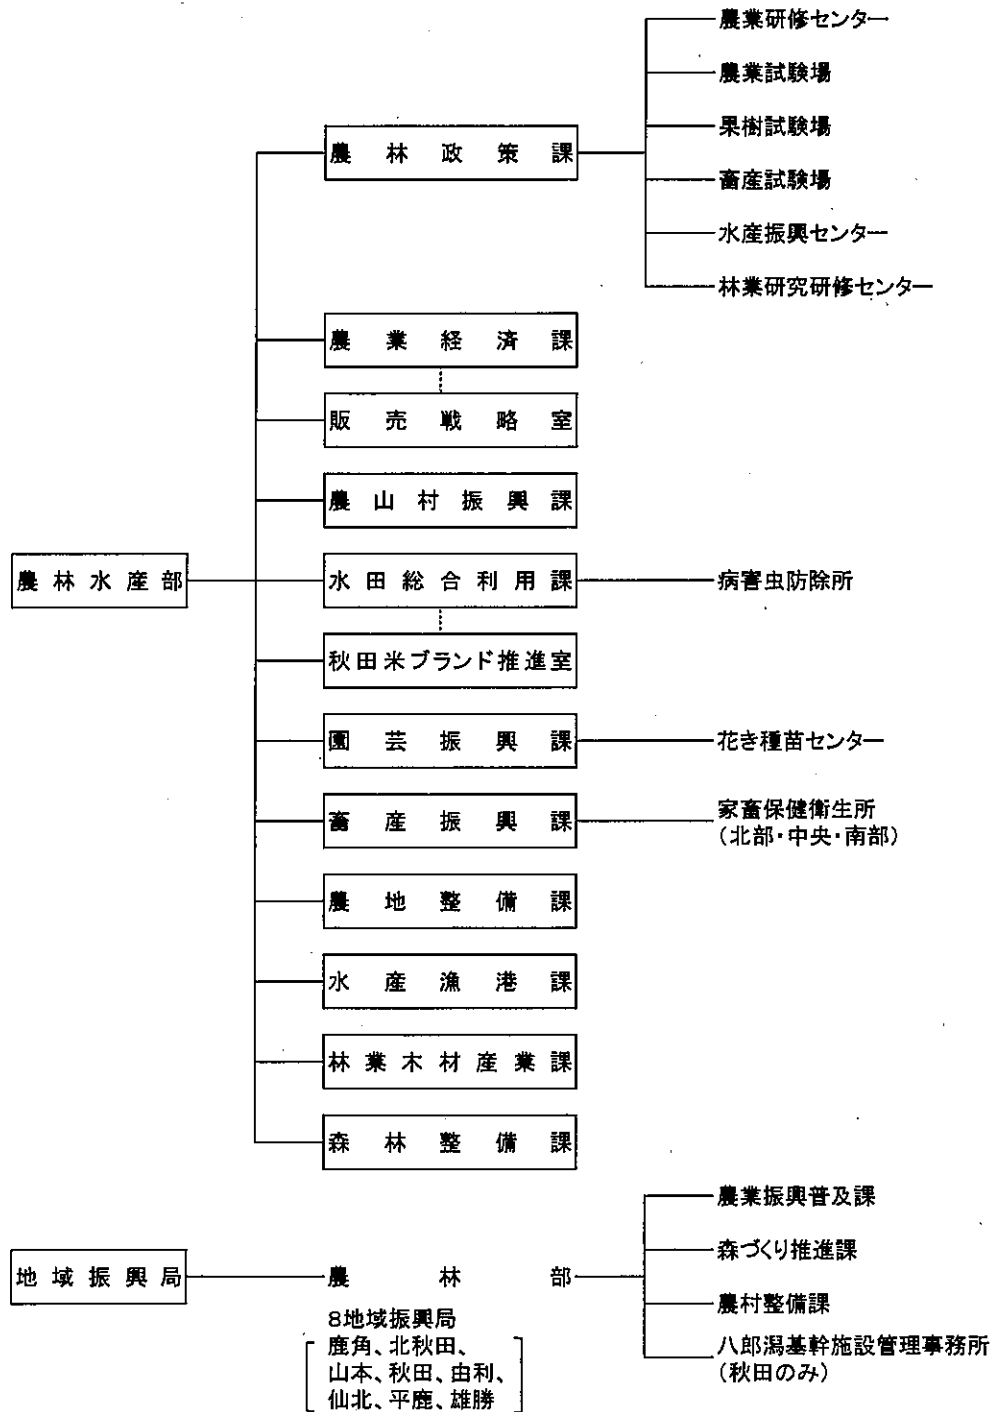 農業研修センター
農業試験場
果樹試験場
農林政策課
畜産試験場
水産振興センター
林業研究研修センター
農業経済課
販売戦略室
農山村振興課
農林水産部
水田総合利用課
病害虫防除所
秋田米ブランド推進室
園芸振興課
花き種苗センター
畜産振興課
家畜保健衛生所
(北部・中央・南部)
農地整備課
水産漁港課
林業木材産業課
森林整備課
農業振興普及課
森づくり推進課
地域振興局
農林部
農村整備課
8地域振興局
鹿角、北秋田、
山本、秋田、由利、
仙北、平鹿、雄勝
八郎潟基幹施設管理事務所
(秋田のみ)